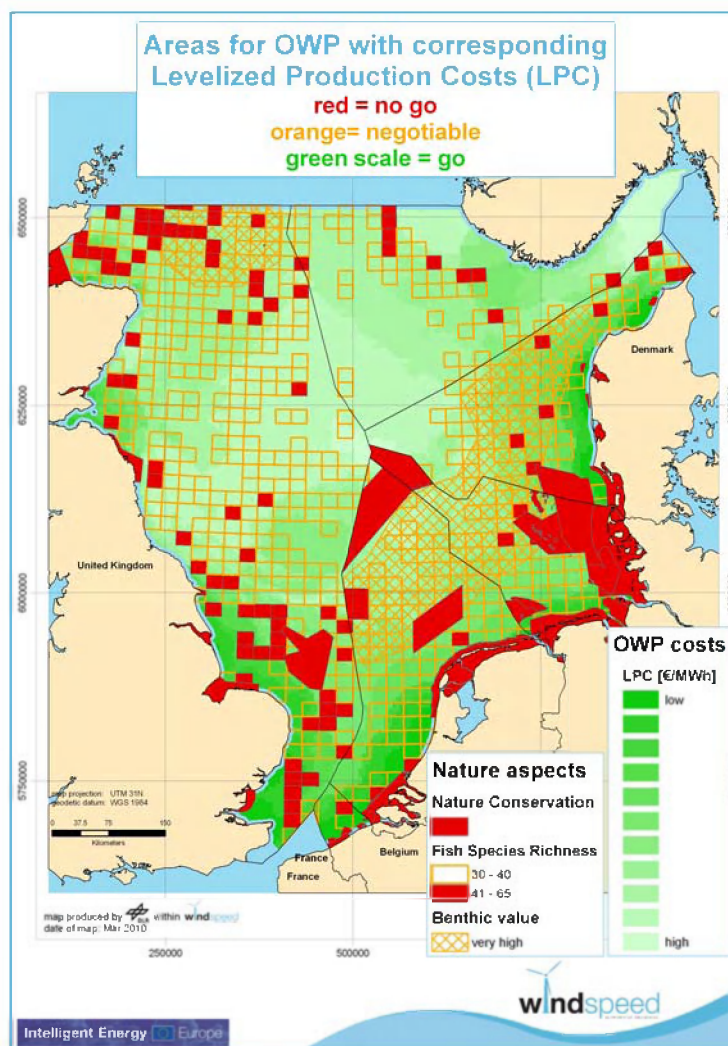 Areas for OWP with corresponding
Levelized Production Costs (LPC)
red = no go
orange= negotiable
green scale = go
6500000
6250000
6000000
5750000
Denmark
United Kingdom
OWP costs
LPC [€/MWh]
low
high
Nature aspects
Nature Conservation
Fish Species Richness
30 - 40
41 - 65
Benthic value
very high
map projection: UTM 31N
geodetic datum: WGS 1984
0 37.5 75 150
Kilometers
France
France
Belgium
map produced by DLR within windspeed
date of map: Mar 2010
250000
500000
windspeed
Intelligent Energy Europe